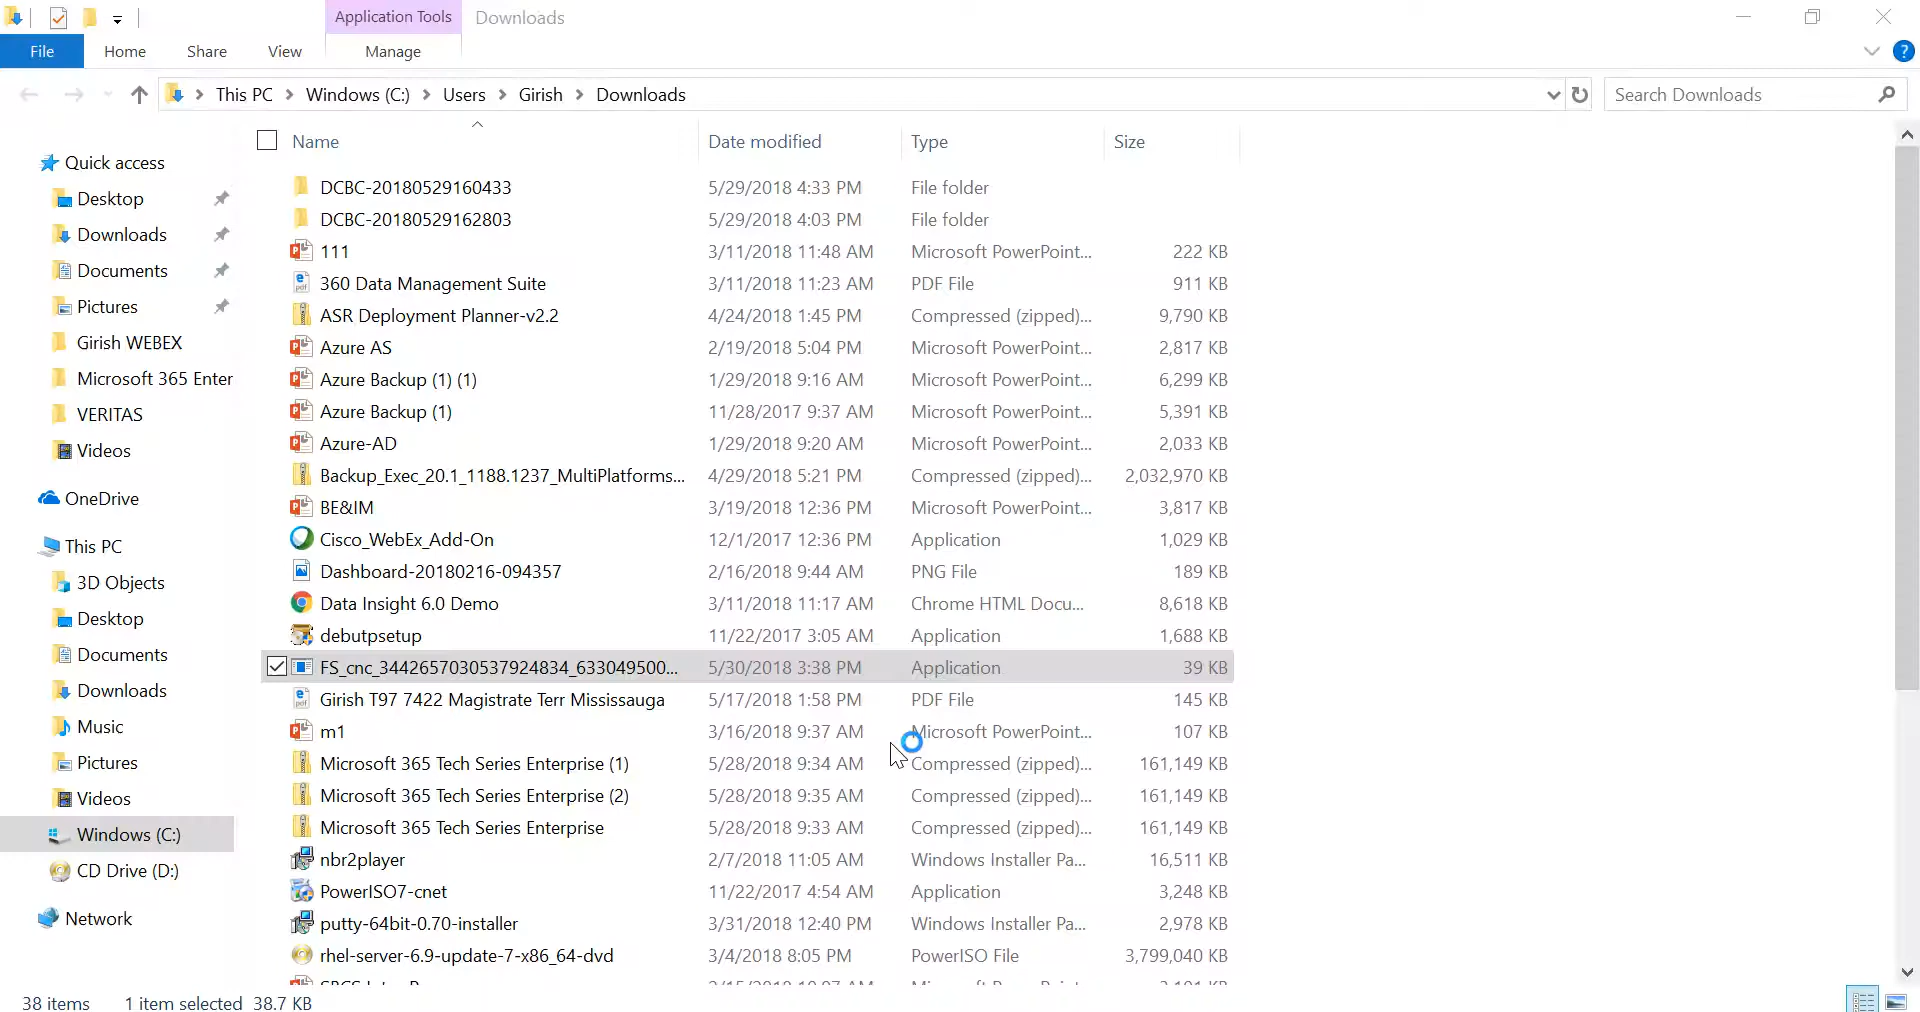 Application Tools Downloads
File Home Share View Manage
This PC Windows (C:) Users Girish Downloads Search Downloads
Name Date modified Type Size
Quick access
Desktop
Downloads
Documents
Pictures
Girish WEBEX
Microsoft 365 Enter
VERITAS
Videos
OneDrive
This PC
3D Objects
Desktop
Documents
Downloads
Music
Pictures
Videos
Windows (C:)
CD Drive (D:)
Network
DCBC-20180529160433 5/29/2018 4:33 PM File folder
DCBC-20180529162803 5/29/2018 4:03 PM File folder
111 3/11/2018 11:48 AM Microsoft PowerPoint... 222 KB
360 Data Management Suite 3/11/2018 11:23 AM PDF File 911 KB
ASR Deployment Planner-v2.2 4/24/2018 1:45 PM Compressed (zipped)... 9,790 KB
Azure AS 2/19/2018 5:04 PM Microsoft PowerPoint... 2,817 KB
Azure Backup (1) (1) 1/29/2018 9:16 AM Microsoft PowerPoint... 6,299 KB
Azure Backup (1) 11/28/2017 9:37 AM Microsoft PowerPoint... 5,391 KB
Azure-AD 1/29/2018 9:20 AM Microsoft PowerPoint... 2,033 KB
Backup_Exec_20.1_1188.1237_MultiPlatforms... 4/29/2018 5:21 PM Compressed (zipped)... 2,032,970 KB
BE&IM 3/19/2018 12:36 PM Microsoft PowerPoint... 3,817 KB
Cisco_WebEx_Add-On 12/1/2017 12:36 PM Application 1,029 KB
Dashboard-20180216-094357 2/16/2018 9:44 AM PNG File 189 KB
Data Insight 6.0 Demo 3/11/2018 11:17 AM Chrome HTML Docu... 8,618 KB
debutpsetup 11/22/2017 3:05 AM Application 1,688 KB
FS_cnc_3442657030537924834_633049500... 5/30/2018 3:38 PM Application 39 KB
Girish T97 7422 Magistrate Terr Mississauga 5/17/2018 1:58 PM PDF File 145 KB
m1 3/16/2018 9:37 AM Microsoft PowerPoint... 107 KB
Microsoft 365 Tech Series Enterprise (1) 5/28/2018 9:34 AM Compressed (zipped)... 161,149 KB
Microsoft 365 Tech Series Enterprise (2) 5/28/2018 9:35 AM Compressed (zipped)... 161,149 KB
Microsoft 365 Tech Series Enterprise 5/28/2018 9:33 AM Compressed (zipped)... 161,149 KB
nbr2player 2/7/2018 11:05 AM Windows Installer Pa... 16,511 KB
PowerISO7-cnet 11/22/2017 4:54 AM Application 3,248 KB
putty-64bit-0.70-installer 3/31/2018 12:40 PM Windows Installer Pa... 2,978 KB
rhel-server-6.9-update-7-x86_64-dvd 3/4/2018 8:05 PM PowerISO File 3,799,040 KB
38 items 1 item selected 38.7 KB